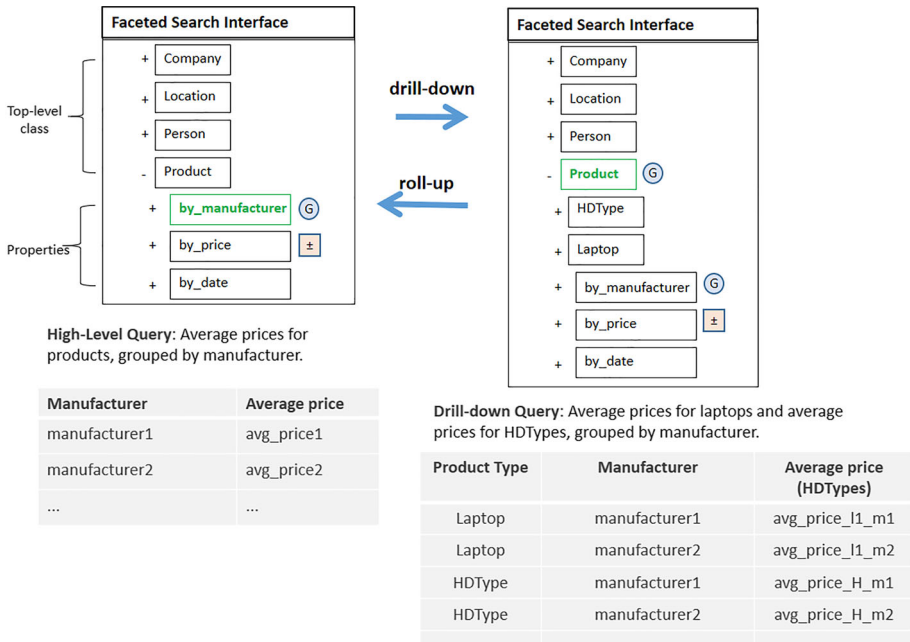 Faceted Search Interface
Top-level
class
+ Company
+ Location
+ Person
- Product
Properties
+ by_manufacturer G
+ by_price ±
+ by_date
drill-down
roll-up
Faceted Search Interface
+ Company
+ Location
+ Person
- Product G
+ HDType
+ Laptop
+ by_manufacturer G
+ by_price ±
+ by_date
High-Level Query: Average prices for
products, grouped by manufacturer.
Manufacturer Average price
manufacturer1 avg_price1
manufacturer2 avg_price2
... ...
Drill-down Query: Average prices for laptops and average
prices for HDTypes, grouped by manufacturer.
Product Type Manufacturer Average price
(HDTypes)
Laptop manufacturer1 avg_price_l1_m1
Laptop manufacturer2 avg_price_l1_m2
HDType manufacturer1 avg_price_H_m1
HDType manufacturer2 avg_price_H_m2